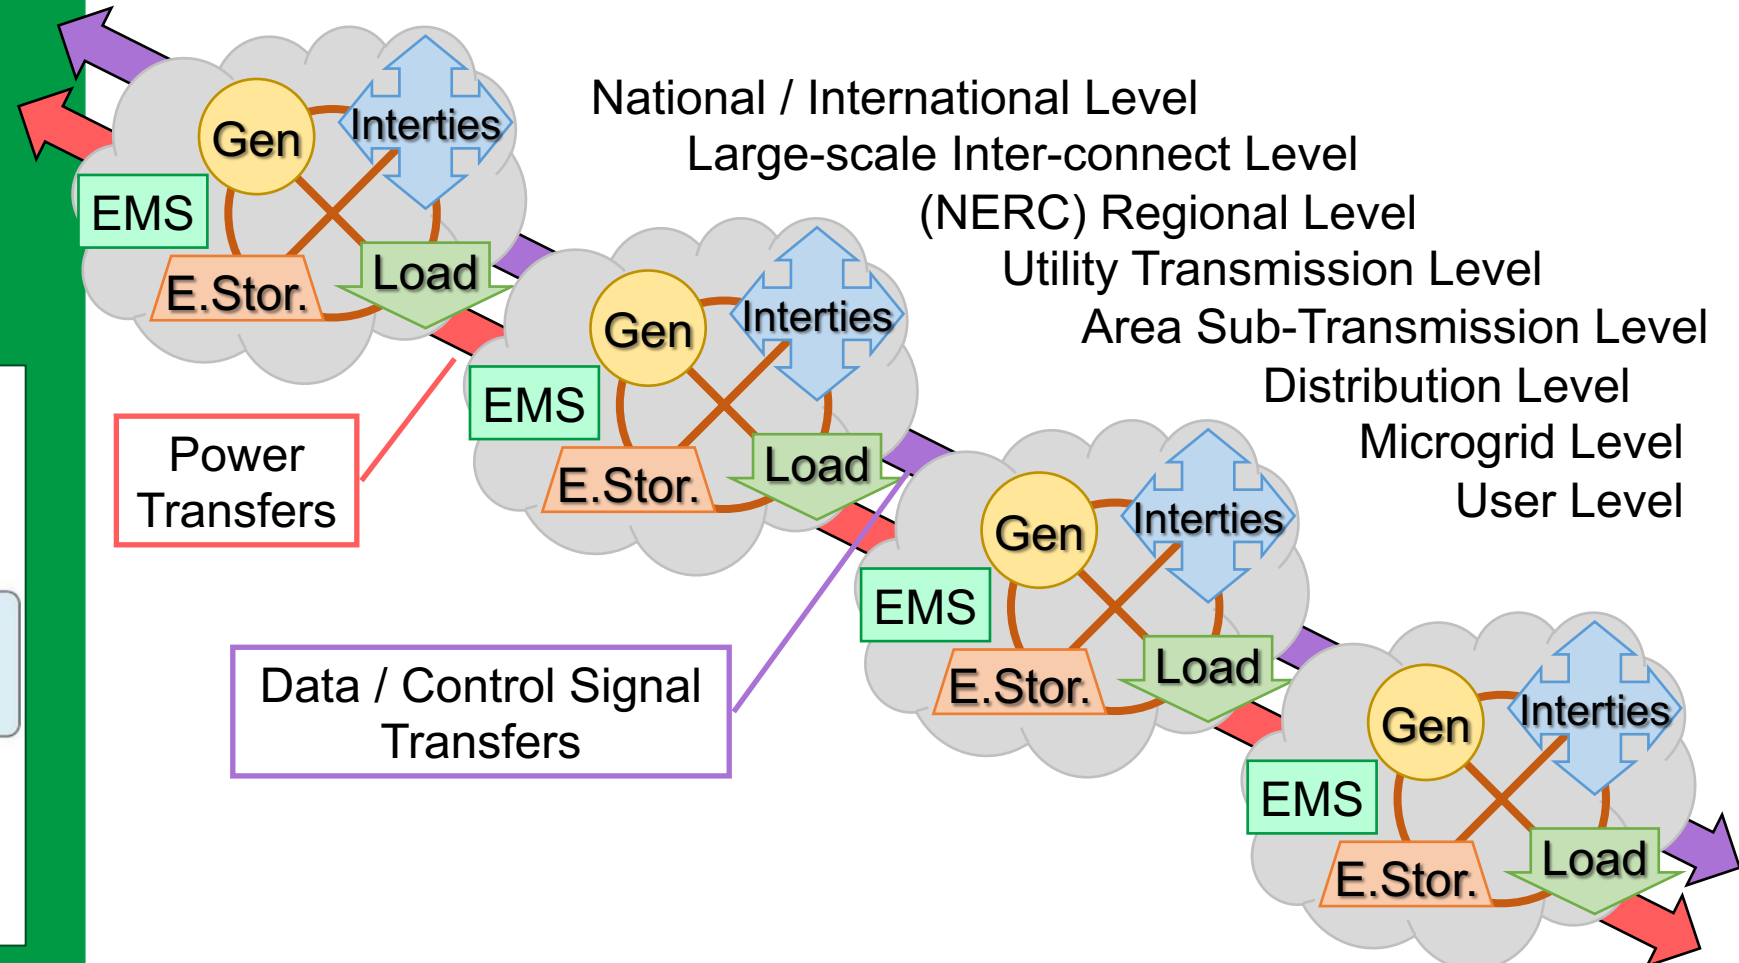 National / International Level
Large-scale Inter-connect Level
(NERC) Regional Level
Utility Transmission Level
Area Sub-Transmission Level
Distribution Level
Microgrid Level
User Level
Gen
Interties
EMS
E.Stor.
Load
Gen
Interties
EMS
E.Stor.
Load
Gen
Interties
EMS
E.Stor.
Load
Gen
Interties
EMS
E.Stor.
Load
Power
Transfers
Data / Control Signal
Transfers